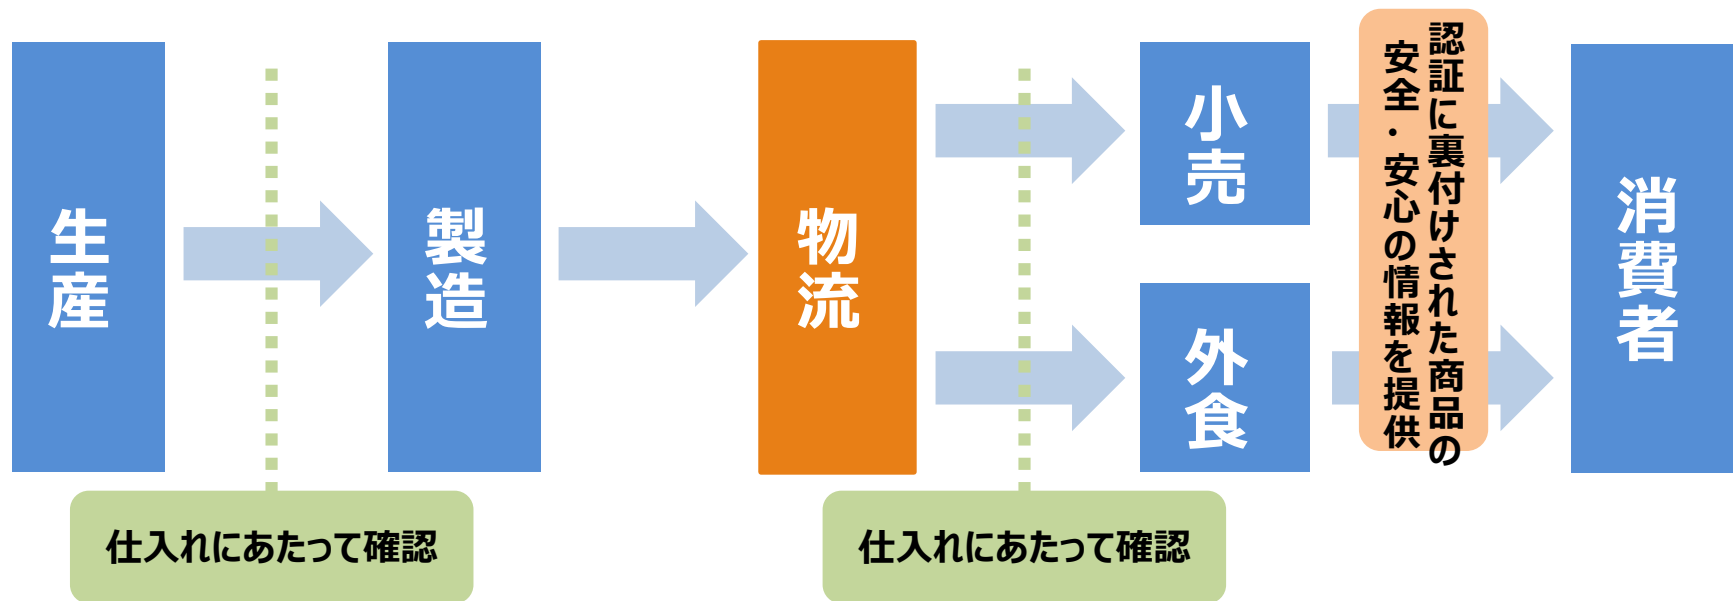 生産
製造
物流
小売
外食
認証に裏付けされた商品の
安全・安心の情報を提供
消費者
仕入れにあたって確認
仕入れにあたって確認